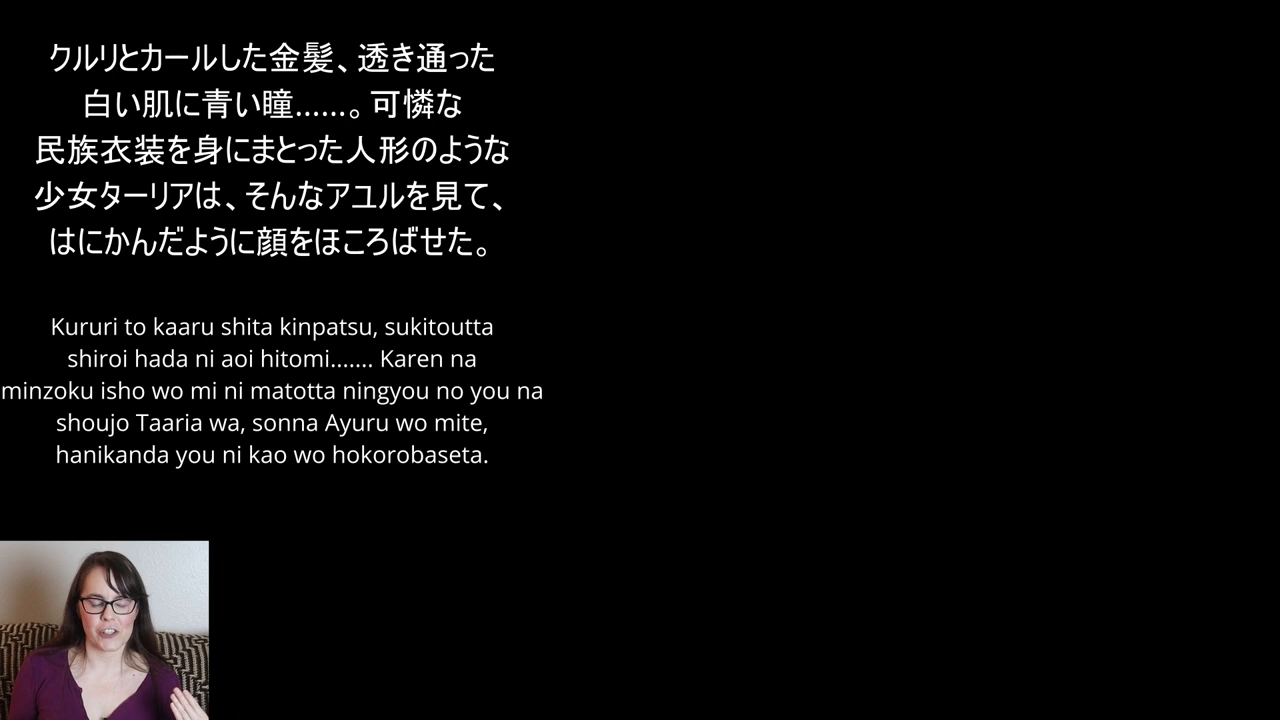 クルリとカールした金髪、透き通った
白い肌に青い瞳……。可憐な
民族衣装を身にまとった人形のような
少女ターリアは、そんなアユルを見て、
はにかんだように顔をほころばせた。
Kururi to kaaru shita kinpatsu, sukitoutta
shiroi hada ni aoi hitomi....... Karen na
minzoku isho wo mi ni matotta ningyou no you na
shoujo Taaria wa, sonna Ayuru wo mite,
hanikanda you ni kao wo hokorobaseta.